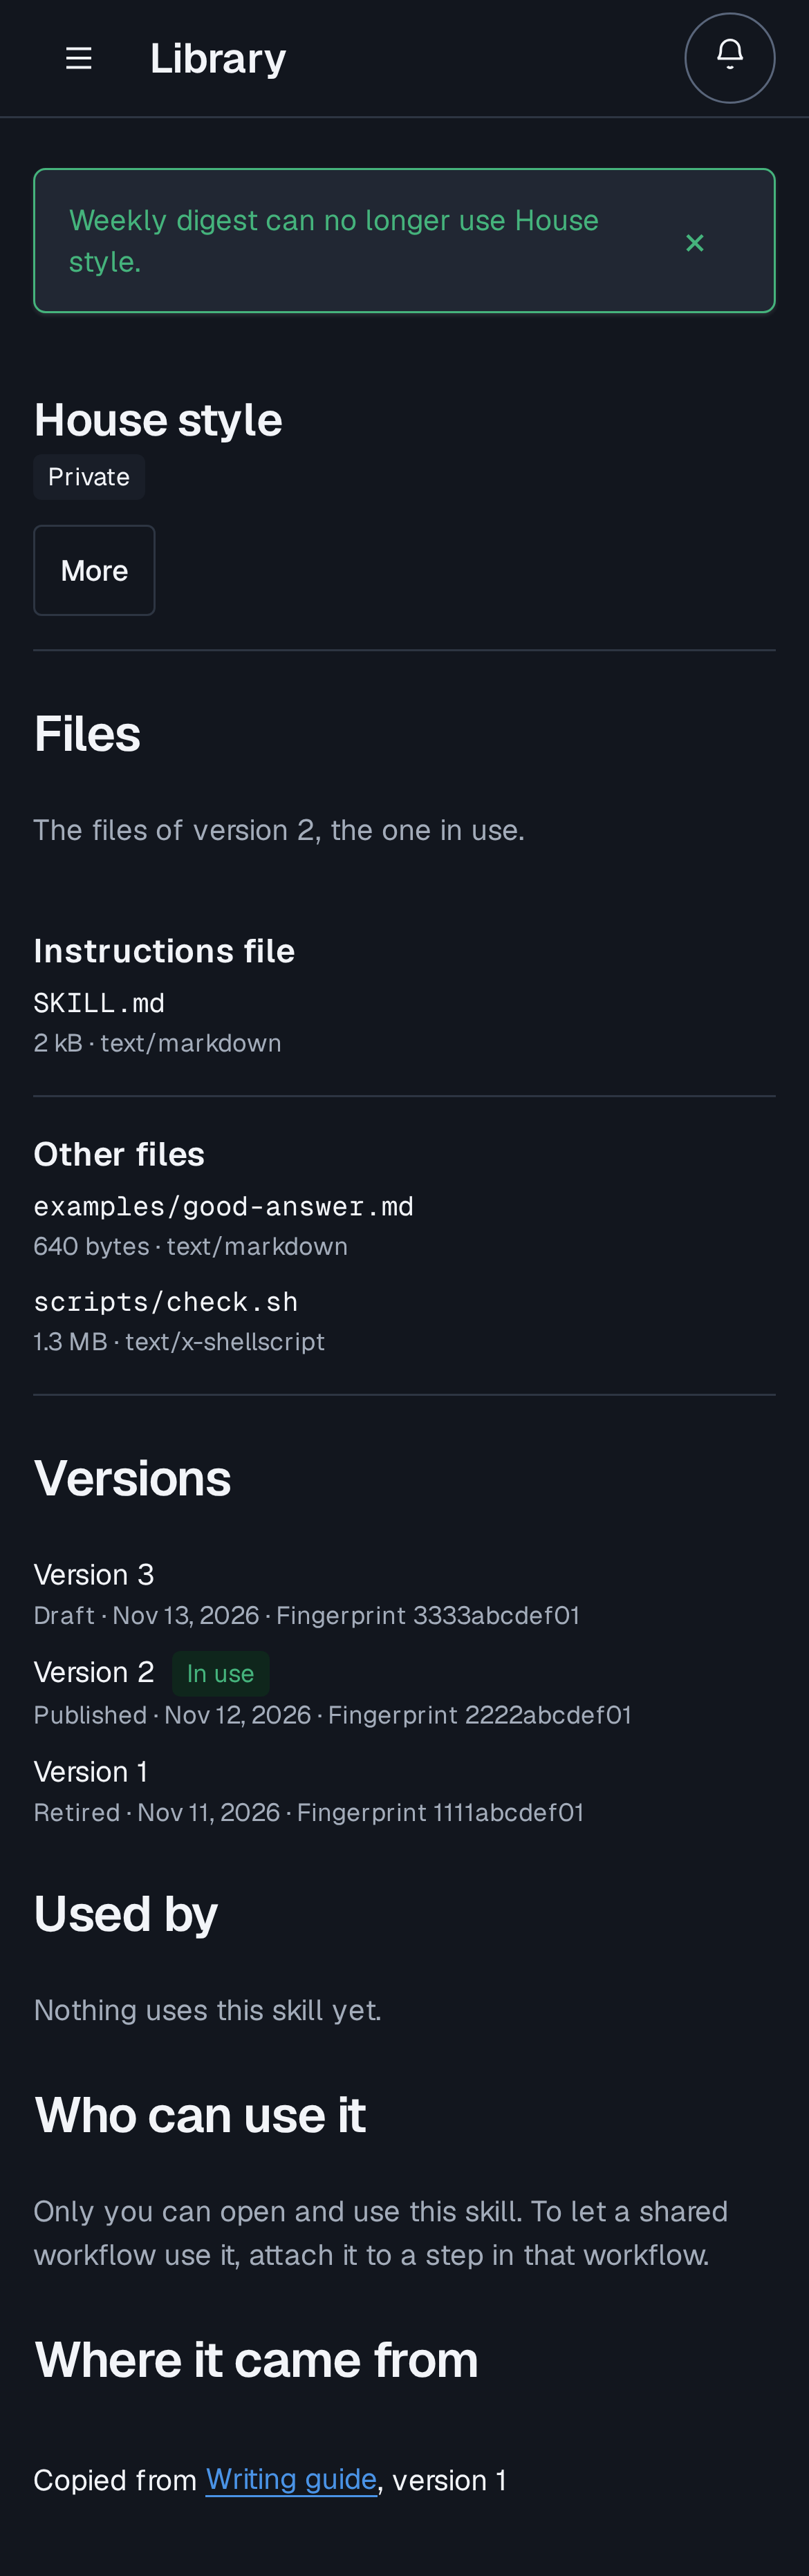 Library
Weekly digest can no longer use House
style.
House style
Private
More
Files
The files of version 2, the one in use.
Instructions file
SKILL.md
2 kB · text/markdown
Other files
examples/good-answer.md
640 bytes · text/markdown
scripts/check.sh
1.3 MB · text/x-shellscript
Versions
Version 3
Draft · Nov 13, 2026 · Fingerprint 3333abcdef01
Version 2 In use
Published · Nov 12, 2026 · Fingerprint 2222abcdef01
Version 1
Retired · Nov 11, 2026 · Fingerprint 1111abcdef01
Used by
Nothing uses this skill yet.
Who can use it
Only you can open and use this skill. To let a shared
workflow use it, attach it to a step in that workflow.
Where it came from
Copied from Writing guide, version 1